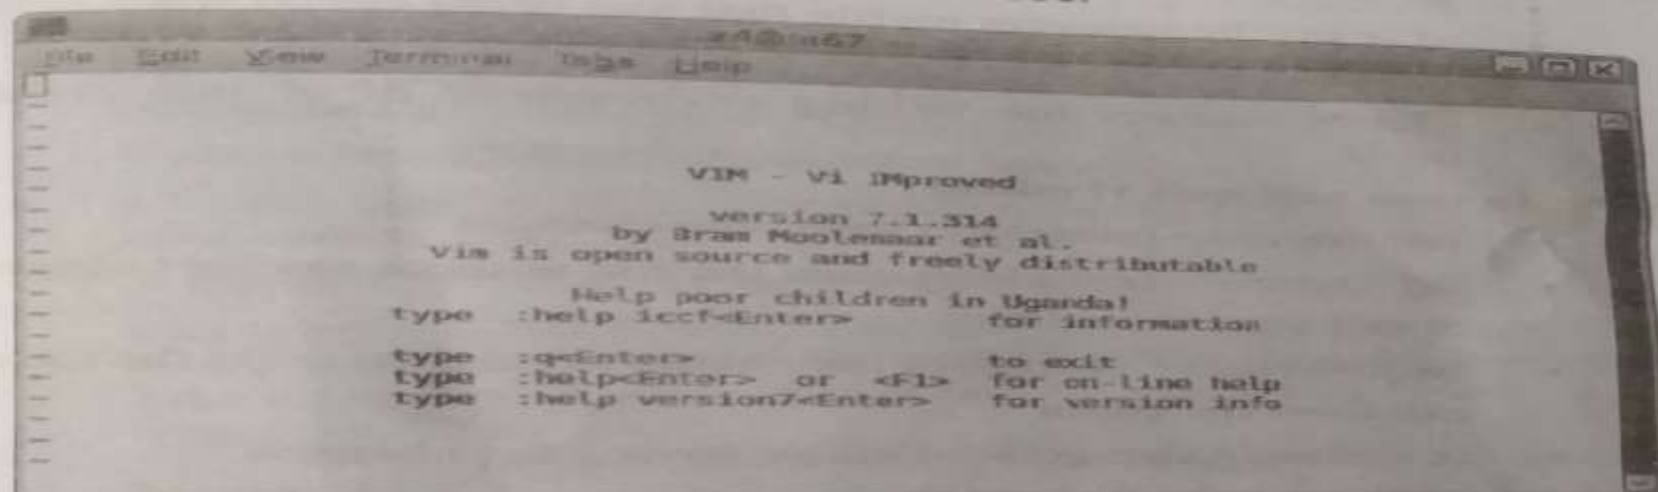 File Edit View Terminal Tabs Help
VIM - Vi IMproved
version 7.1.314
by Bram Moolenaar et al.
Vim is open source and freely distributable
Help poor children in Uganda!
type :help iccf<Enter> for information
type :q<Enter> to exit
type :help<Enter> or <F1> for on-line help
type :help version7<Enter> for version info